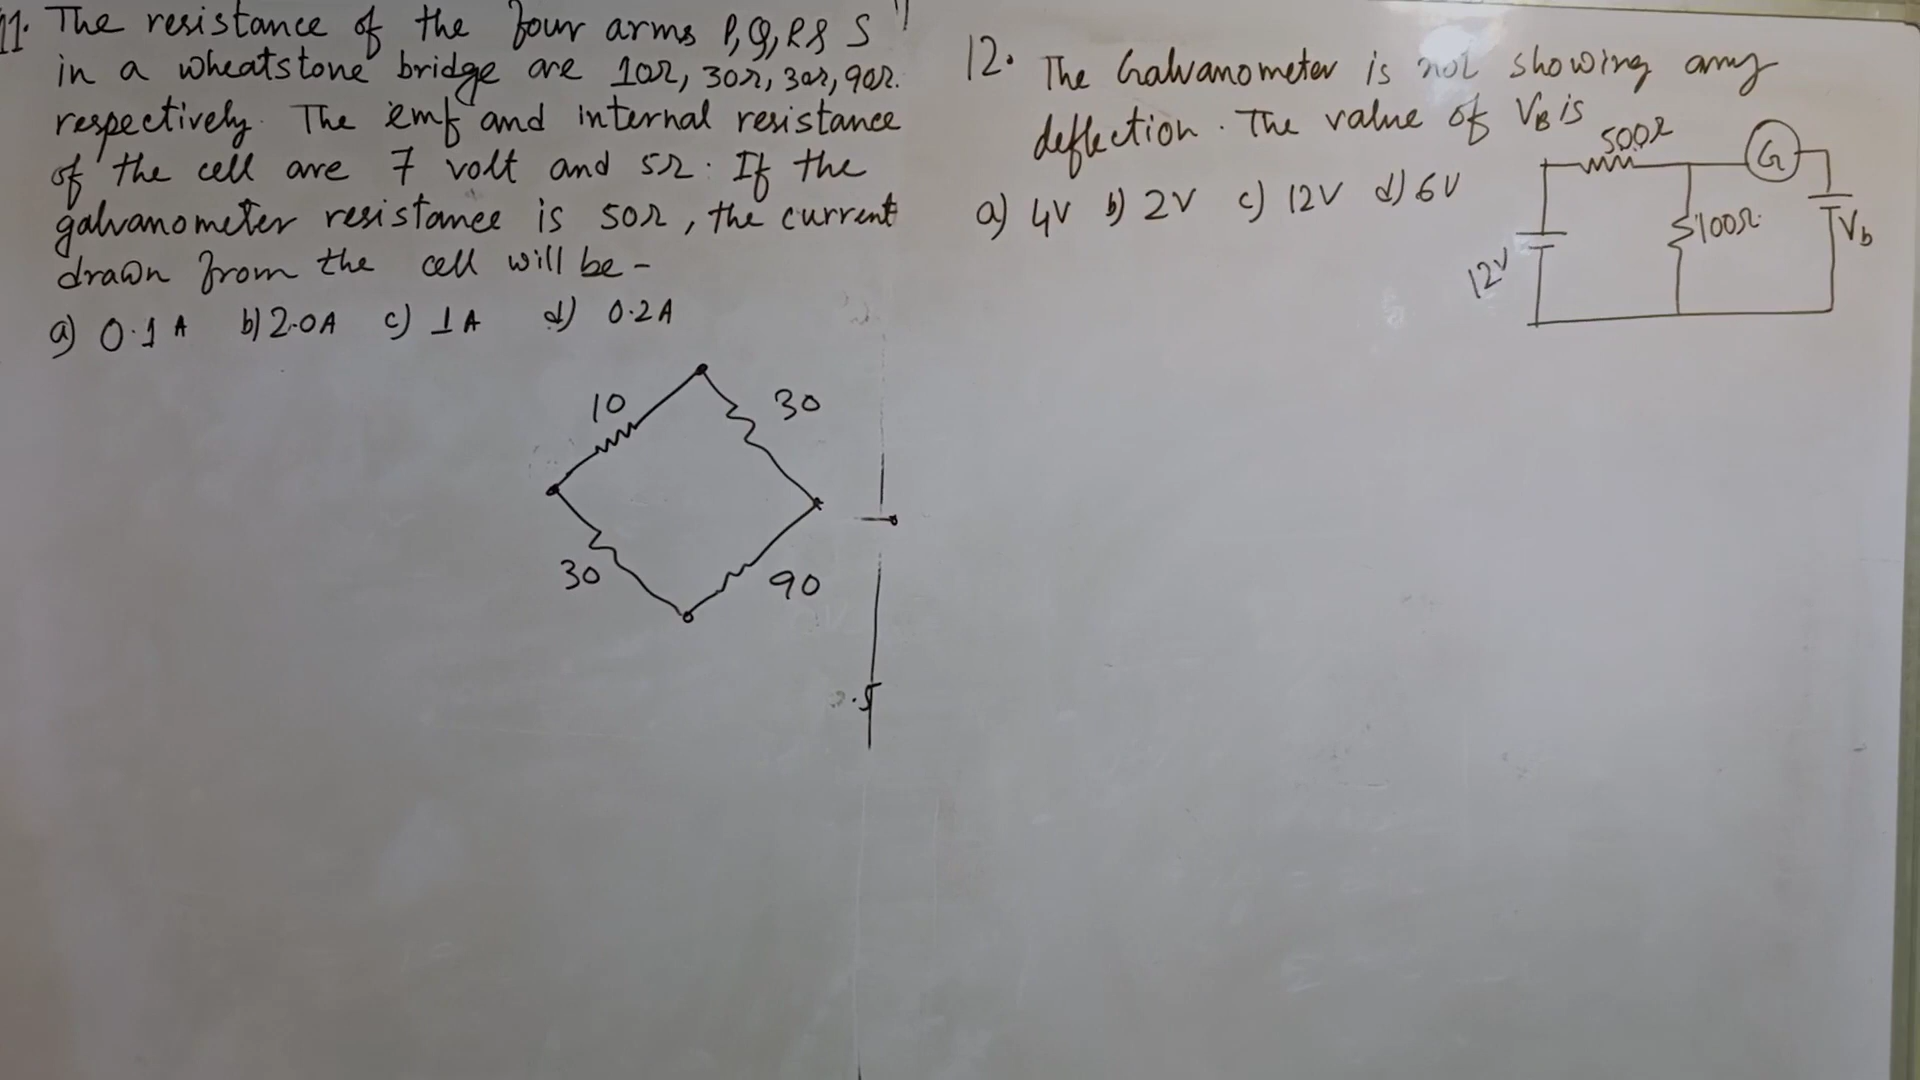 11. The resistance of the four arms P, Q, R & S
in a wheatstone bridge are 10Ω, 30Ω, 30Ω, 90Ω.
respectively. The emf and internal resistance
of the cell are 7 volt and 5Ω. If the
galvanometer resistance is 50Ω, the current
drawn from the cell will be -
a) 0.1 A b) 2.0A c) 1 A d) 0.2A
10
30
30
90
12. The Galvanometer is not showing any
deflection. The value of VB is
a) 4V b) 2V c) 12V d) 6V
500Ω
G
100Ω
Vb
12V